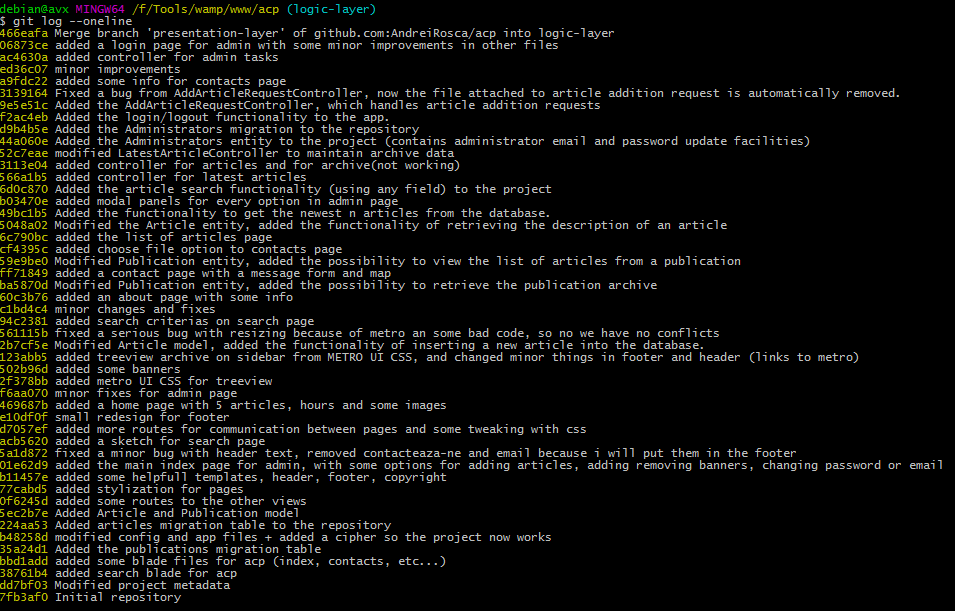 debian@avx MINGW64 /f/Tools/wamp/www/acp (logic-layer)
$ git log --oneline
466eafa Merge branch 'presentation-layer' of github.com:AndreiRosca/acp into logic-layer
06873ce added a login page for admin with some minor improvements in other files
ac4630a added controller for admin tasks
ed36c07 minor improvements
a9fdc22 added some info for contacts page
3139164 Fixed a bug from AddArticleRequestController, now the file attached to article addition request is automatically removed.
9e5e51c Added the AddArticleRequestController, which handles article addition requests
f2ac4eb Added the login/logout functionality to the app.
d9b4b5e Added the Administrators migration to the repository
44a060e Added the Administrators entity to the project (contains administrator email and password update facilities)
52c7eae modified LatestArticleController to maintain archive data
3113e04 added controller for articles and for archive(not working)
566a1b5 added controller for latest articles
6d0c870 Added the article search functionality (using any field) to the project
b03470e added modal panels for every option in admin page
49bc1b5 Added the functionality to get the newest n articles from the database.
5048a02 Modified the Article entity, added the functionality of retrieving the description of an article
6c790bc added the list of articles page
cf4395c added choose file option to contacts page
59e9be0 Modified Publication entity, added the possibility to view the list of articles from a publication
ff71849 added a contact page with a message form and map
ba5870d Modified Publication entity, added the possibility to retrieve the publication archive
60c3b76 added an about page with some info
c1bd4c4 minor changes and fixes
94c2381 added search criterias on search page
561115b fixed a serious bug with resizing because of metro an some bad code, so no we have no conflicts
2b7cf5e Modified Article model, added the functionality of inserting a new article into the database.
123abb5 added treeview archive on sidebar from METRO UI CSS, and changed minor things in footer and header (links to metro)
502b96d added some banners
2f378bb added metro UI CSS for treeview
f6aa070 minor fixes for admin page
469687b added a home page with 5 articles, hours and some images
e10df0f small redesign for footer
d7057ef added more routes for communication between pages and some tweaking with css
acb5620 added a sketch for search page
5a1d872 fixed a minor bug with header text, removed contacteaza-ne and email because i will put them in the footer
01e62d9 added the main index page for admin, with some options for adding articles, adding removing banners, changing password or email
b11457e added some helpfull templates, header, footer, copyright
77cabd5 added stylization for pages
0f6245d added some routes to the other views
5ec2b7e Added Article and Publication model
224aa53 Added articles migration table to the repository
b48258d modified config and app files + added a cipher so the project now works
35a24d1 Added the publications migration table
bbd1add added some blade files for acp (index, contacts, etc...)
38761b4 added search blade for acp
dd7bf03 Modified project metadata
7fb3af0 Initial repository